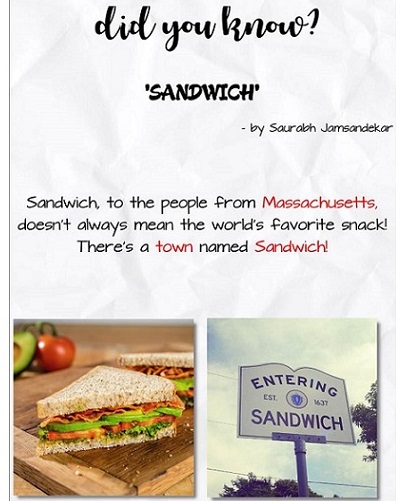 did you know?
'SANDWICH'
- by Saurabh Jamsandekar
Sandwich, to the people from Massachusetts,
doesn't always mean the world's favorite snack!
There's a town named Sandwich!
ENTERING
EST. 1637
SANDWICH